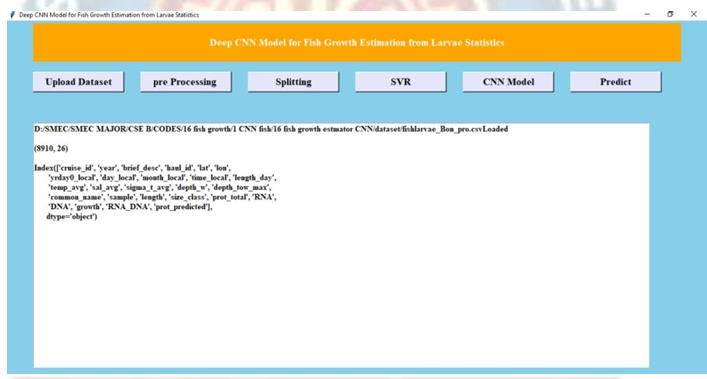 Deep CNN Model for Fish Growth Estimation from Larvae Statistics
Deep CNN Model for Fish Growth Estimation from Larvae Statistics
Upload Dataset pre Processing Splitting SVR CNN Model Predict
D:/SMEC/SMEC MAJOR/CSE B/CODES/16 fish growth/1 CNN fish/16 fish growth estmator CNN/dataset/fishlarvae_Bon_pro.csvLoaded
(8910, 26)
Index(['cruise_id', 'year', 'brief_desc', 'haul_id', 'lat', 'lon',
'yrday0_local', 'day_local', 'month_local', 'time_local', 'length_day',
'temp_avg', 'sal_avg', 'sigma_t_avg', 'depth_w', 'depth_tow_max',
'common_name', 'sample', 'length', 'size_class', 'prot_total', 'RNA',
'DNA', 'growth', 'RNA_DNA', 'prot_predicted'],
dtype='object')